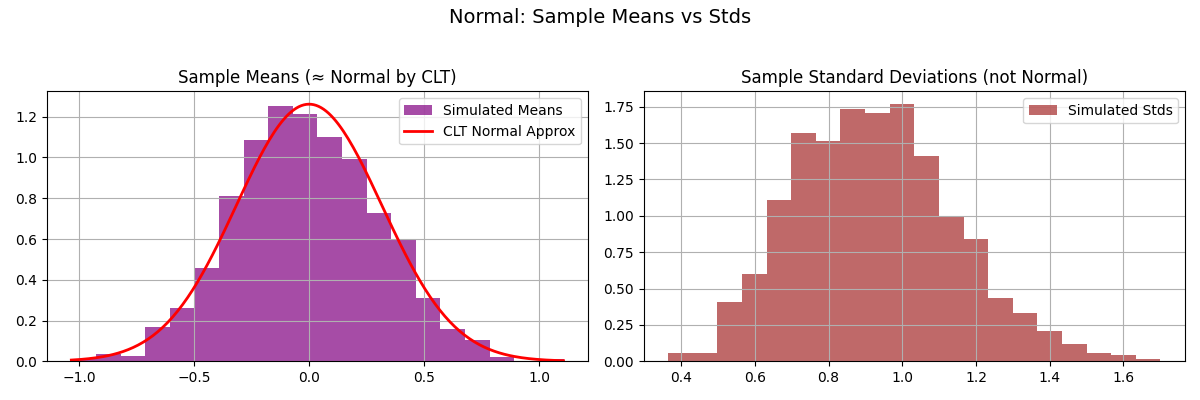 Normal: Sample Means vs Stds
Sample Means (≈ Normal by CLT)
Simulated Means
CLT Normal Approx
1.2
1.0
0.8
0.6
0.4
0.2
0.0
−1.0 −0.5 0.0 0.5 1.0
Sample Standard Deviations (not Normal)
Simulated Stds
1.75
1.50
1.25
1.00
0.75
0.50
0.25
0.00
0.4 0.6 0.8 1.0 1.2 1.4 1.6